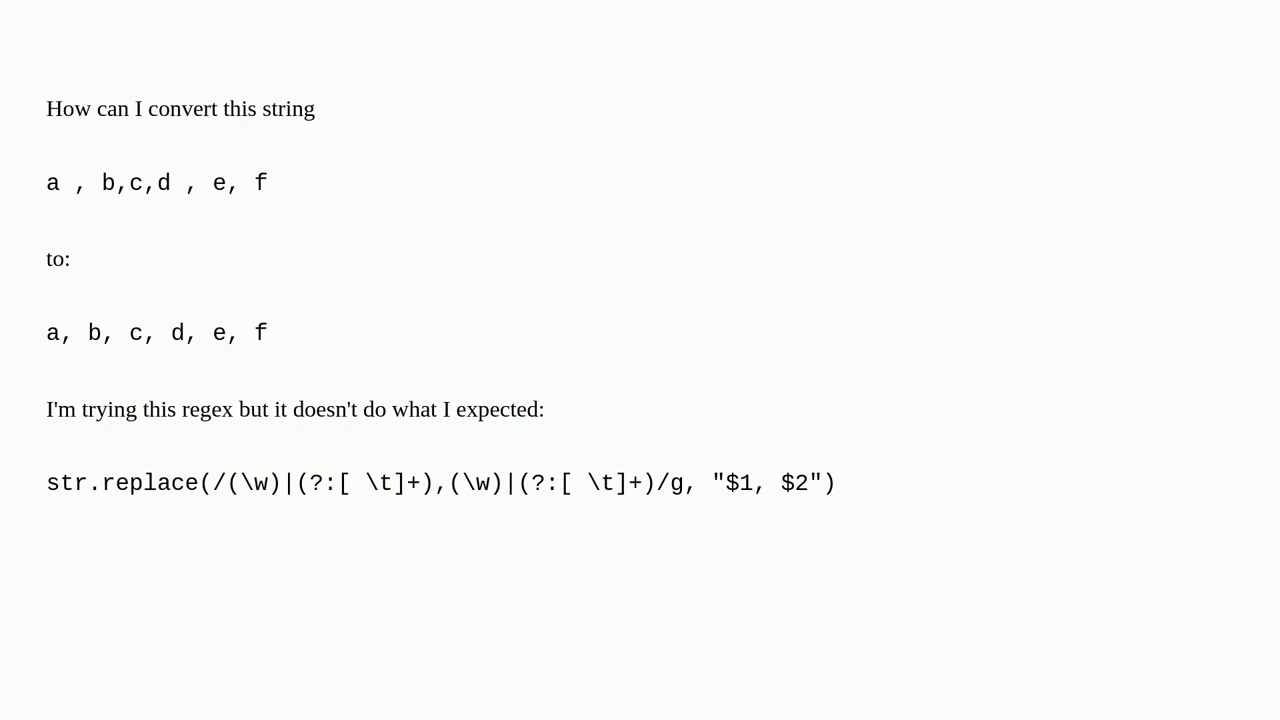 How can I convert this string
a , b,c,d , e, f
to:
a, b, c, d, e, f
I'm trying this regex but it doesn't do what I expected:
str.replace(/(\w)|(?:[ \t]+),(\w)|(?:[ \t]+)/g, "$1, $2")